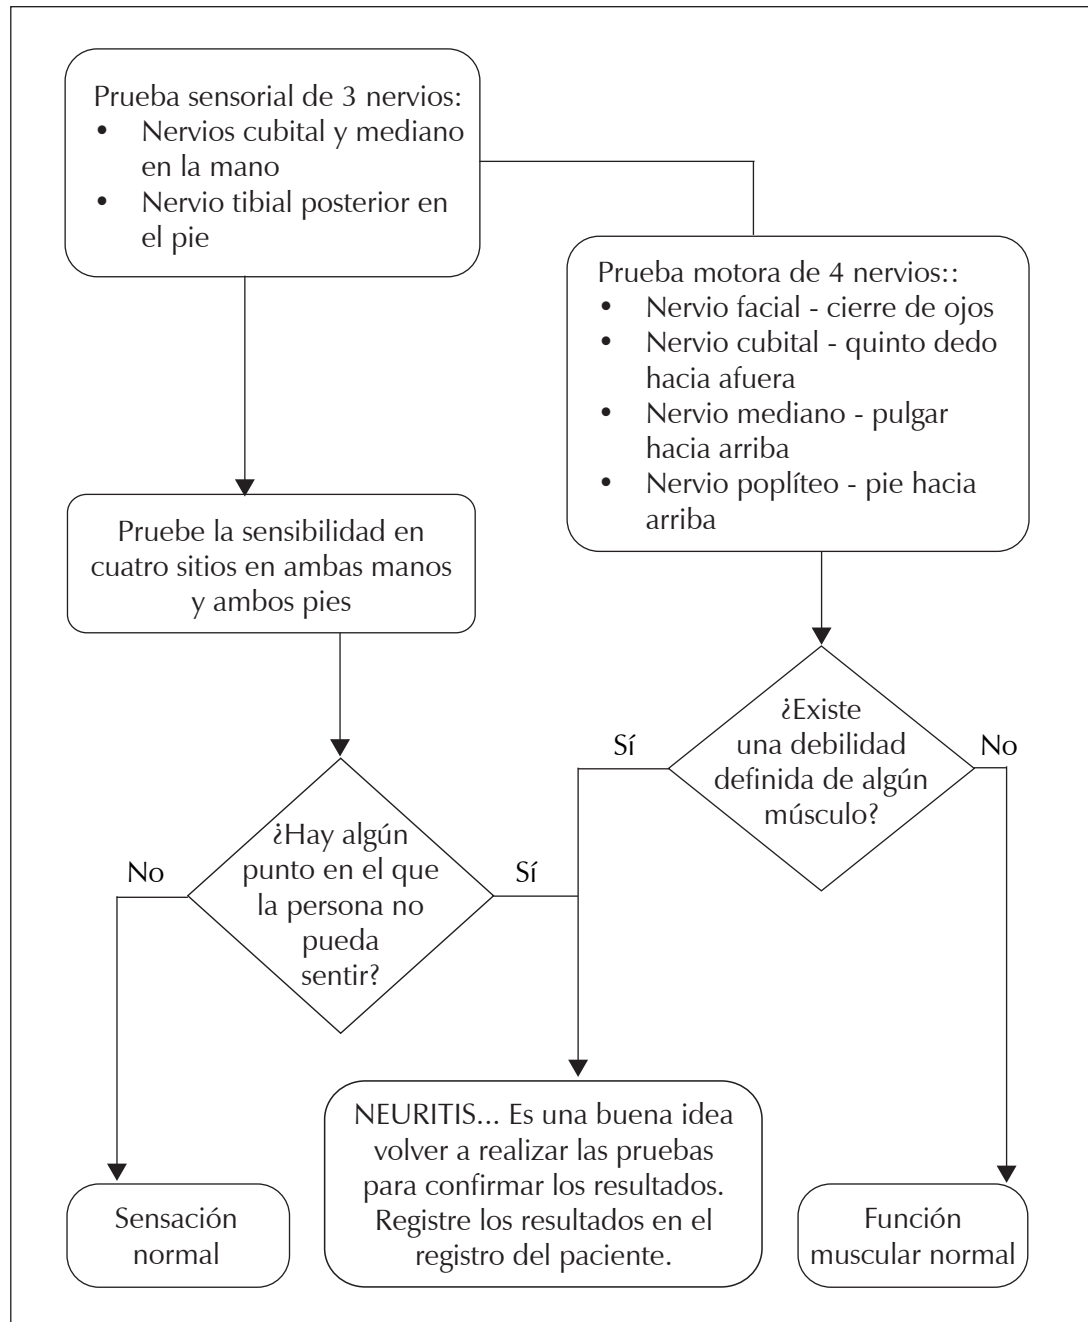 Prueba sensorial de 3 nervios:
• Nervios cubital y mediano
en la mano
• Nervio tibial posterior en
el pie
Prueba motora de 4 nervios::
• Nervio facial - cierre de ojos
• Nervio cubital - quinto dedo
hacia afuera
• Nervio mediano - pulgar
hacia arriba
• Nervio poplíteo - pie hacia
arriba
Pruebe la sensibilidad en
cuatro sitios en ambas manos
y ambos pies
¿Existe
una debilidad
definida de algún
músculo?
Sí
No
¿Hay algún
punto en el que
la persona no
pueda
sentir?
No
Sí
NEURITIS... Es una buena idea
volver a realizar las pruebas
para confirmar los resultados.
Registre los resultados en el
registro del paciente.
Sensación
normal
Función
muscular normal